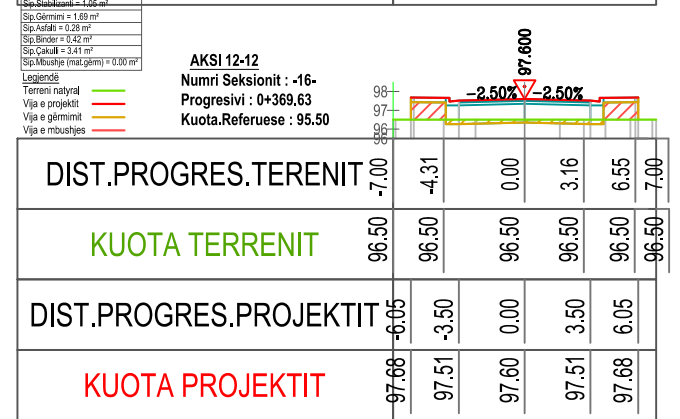 Sip.Stabilizanti = 1.05 m²
Sip.Gërmimi = 1.69 m²
Sip.Asfalti = 0.28 m²
Sip.Binder = 0.42 m²
Sip.Çakulli = 3.41 m²
Sip.Mbushje (mat.gërm) = 0.00 m²
Legjendë
Terreni natyral
Vija e projektit
Vija e gërmimit
Vija e mbushjes
AKSI 12-12
Numri Seksionit : -16-
Progresivi : 0+369,63
Kuota.Referuese : 95.50
97.600
-2.50% -2.50%
98
97
96
DIST.PROGRES.TERENIT -7.00 -4.31 0.00 3.16 6.55 7.00
KUOTA TERRENIT 96.50 96.50 96.50 96.50 96.50 96.50
DIST.PROGRES.PROJEKTIT -6.05 -3.50 0.00 3.50 6.05
KUOTA PROJEKTIT 97.68 97.51 97.60 97.51 97.68